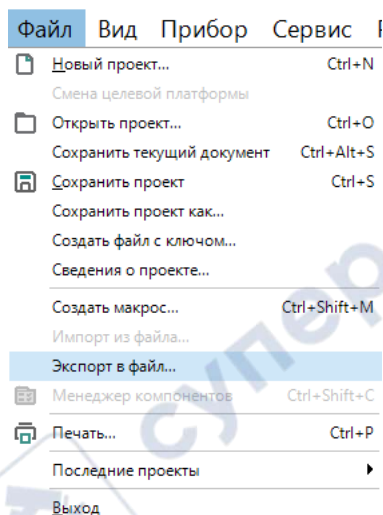 Файл Вид Прибор Сервис
Новый проект... Ctrl+N
Смена целевой платформы
Открыть проект... Ctrl+O
Сохранить текущий документ Ctrl+Alt+S
Сохранить проект Ctrl+S
Сохранить проект как...
Создать файл с ключом...
Сведения о проекте...
Создать макрос... Ctrl+Shift+M
Импорт из файла...
Экспорт в файл...
Менеджер компонентов Ctrl+Shift+C
Печать... Ctrl+P
Последние проекты
Выход
супер